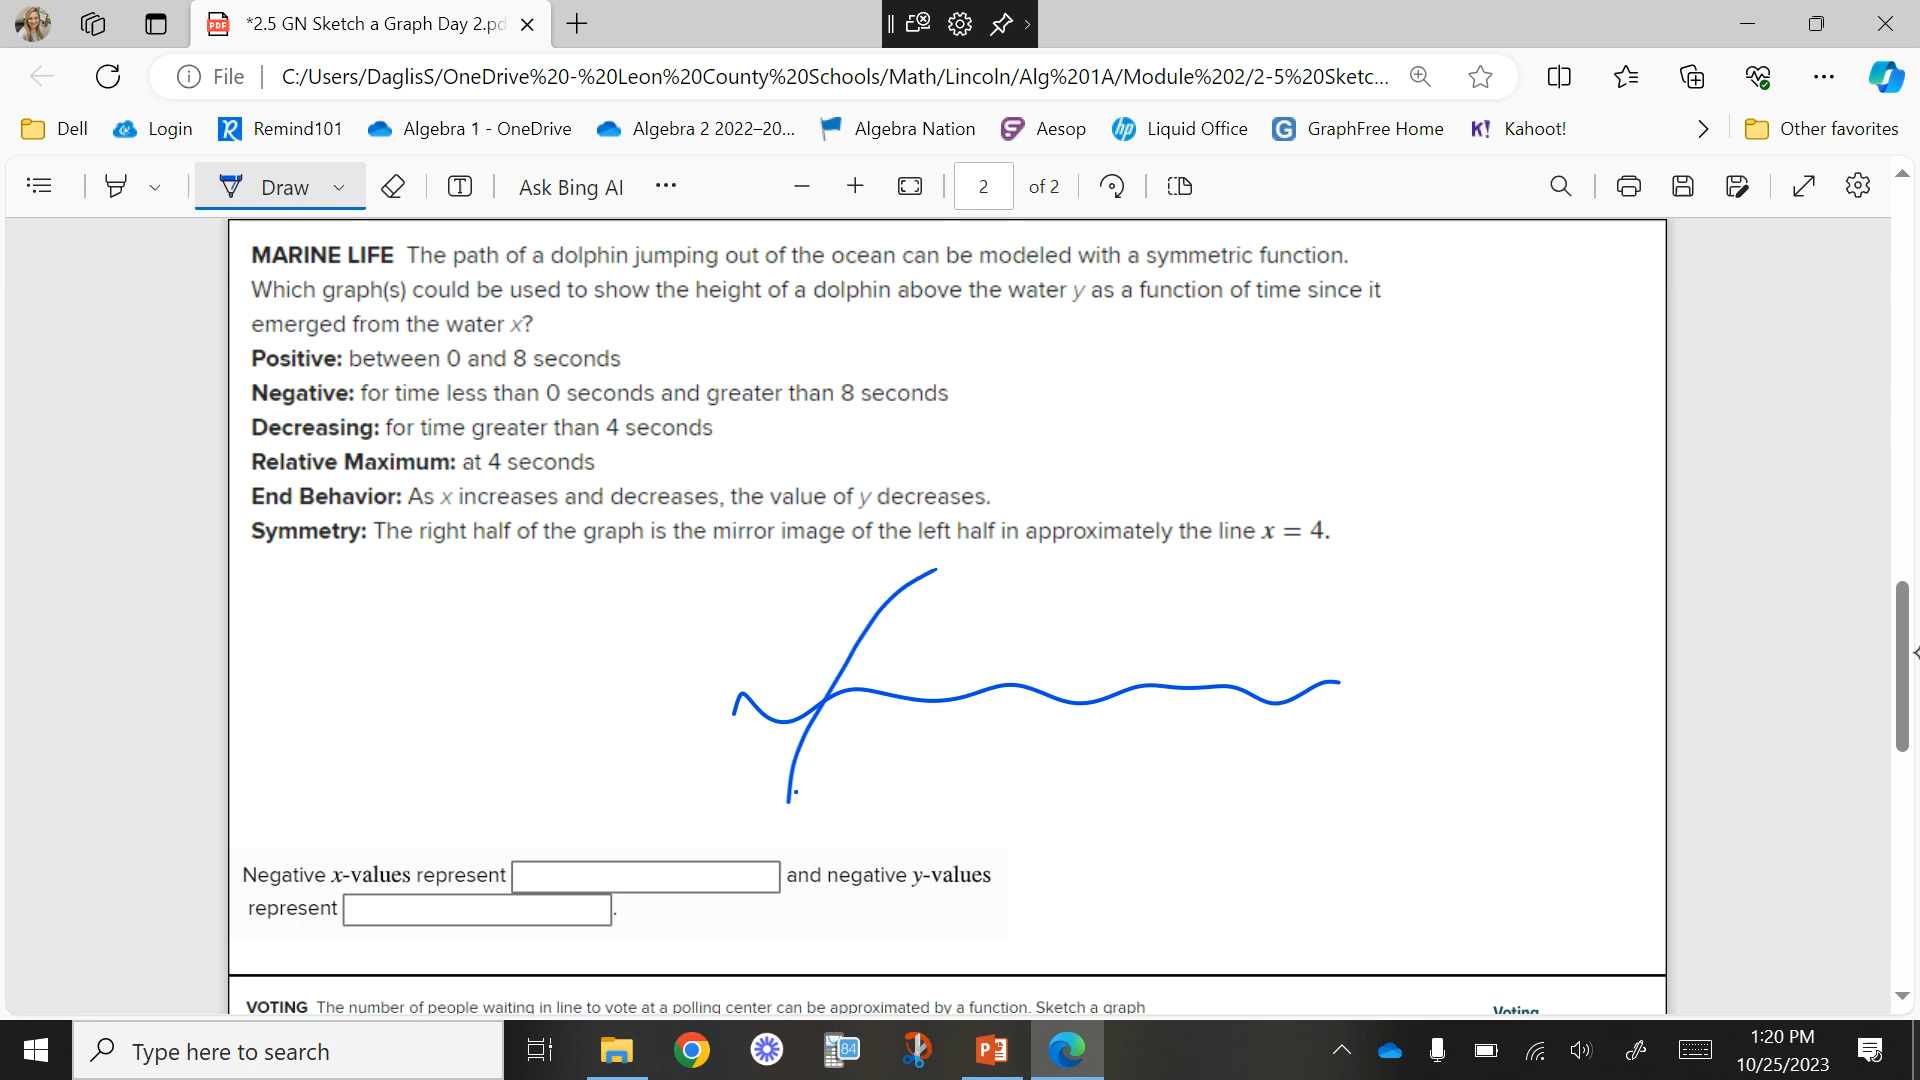 *2.5 GN Sketch a Graph Day 2.pd
File
C:/Users/DaglisS/OneDrive%20-%20Leon%20County%20Schools/Math/Lincoln/Alg%201A/Module%202/2-5%20Sketc...
Dell
Login
Remind101
Algebra 1 - OneDrive
Algebra 2 2022–20...
Algebra Nation
Aesop
Liquid Office
GraphFree Home
Kahoot!
Other favorites
Draw
Ask Bing AI
2
of 2
MARINE LIFE The path of a dolphin jumping out of the ocean can be modeled with a symmetric function.
Which graph(s) could be used to show the height of a dolphin above the water y as a function of time since it
emerged from the water x?
Positive: between 0 and 8 seconds
Negative: for time less than 0 seconds and greater than 8 seconds
Decreasing: for time greater than 4 seconds
Relative Maximum: at 4 seconds
End Behavior: As x increases and decreases, the value of y decreases.
Symmetry: The right half of the graph is the mirror image of the left half in approximately the line x = 4.
Negative x-values represent and negative y-values
represent .
VOTING The number of people waiting in line to vote at a polling center can be approximated by a function. Sketch a graph
Voting
Type here to search
84
1:20 PM
10/25/2023